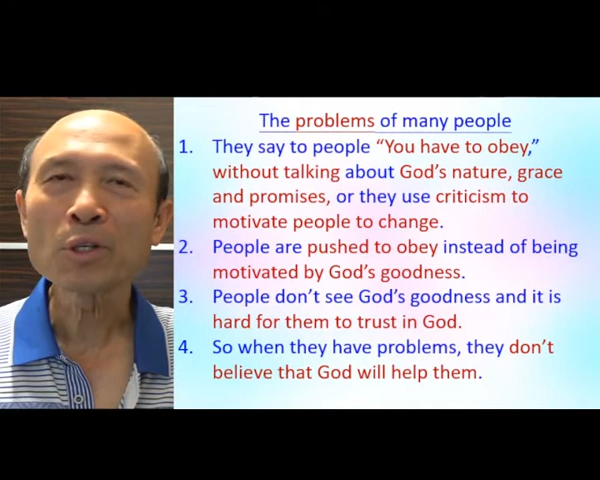 The problems of many people
1. They say to people “You have to obey,”
without talking about God’s nature, grace
and promises, or they use criticism to
motivate people to change.
2. People are pushed to obey instead of being
motivated by God’s goodness.
3. People don’t see God’s goodness and it is
hard for them to trust in God.
4. So when they have problems, they don’t
believe that God will help them.